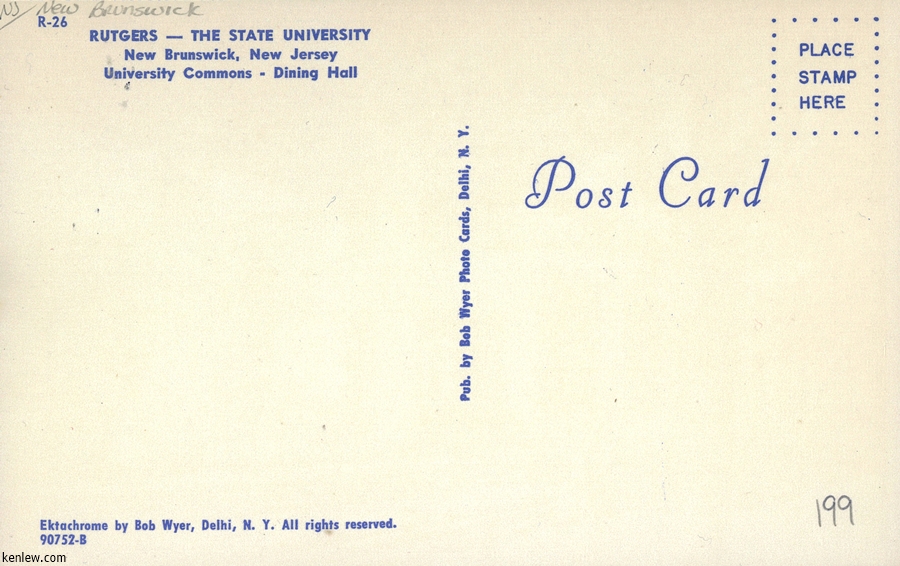 NJ New Brunswick
R-26
RUTGERS — THE STATE UNIVERSITY
New Brunswick, New Jersey
University Commons - Dining Hall
PLACE
STAMP
HERE
Post Card
Pub. by Bob Wyer Photo Cards, Delhi, N. Y.
199
Ektachrome by Bob Wyer, Delhi, N. Y. All rights reserved.
90752-B
kenlew.com